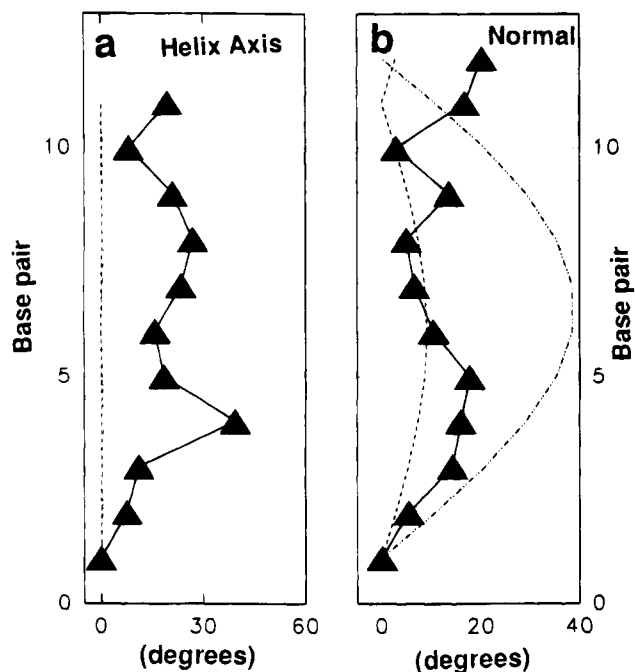 a Helix Axis
b Normal
10
5
0
Base pair
10
5
0
Base pair
0 30 60
(degrees)
0 20 40
(degrees)